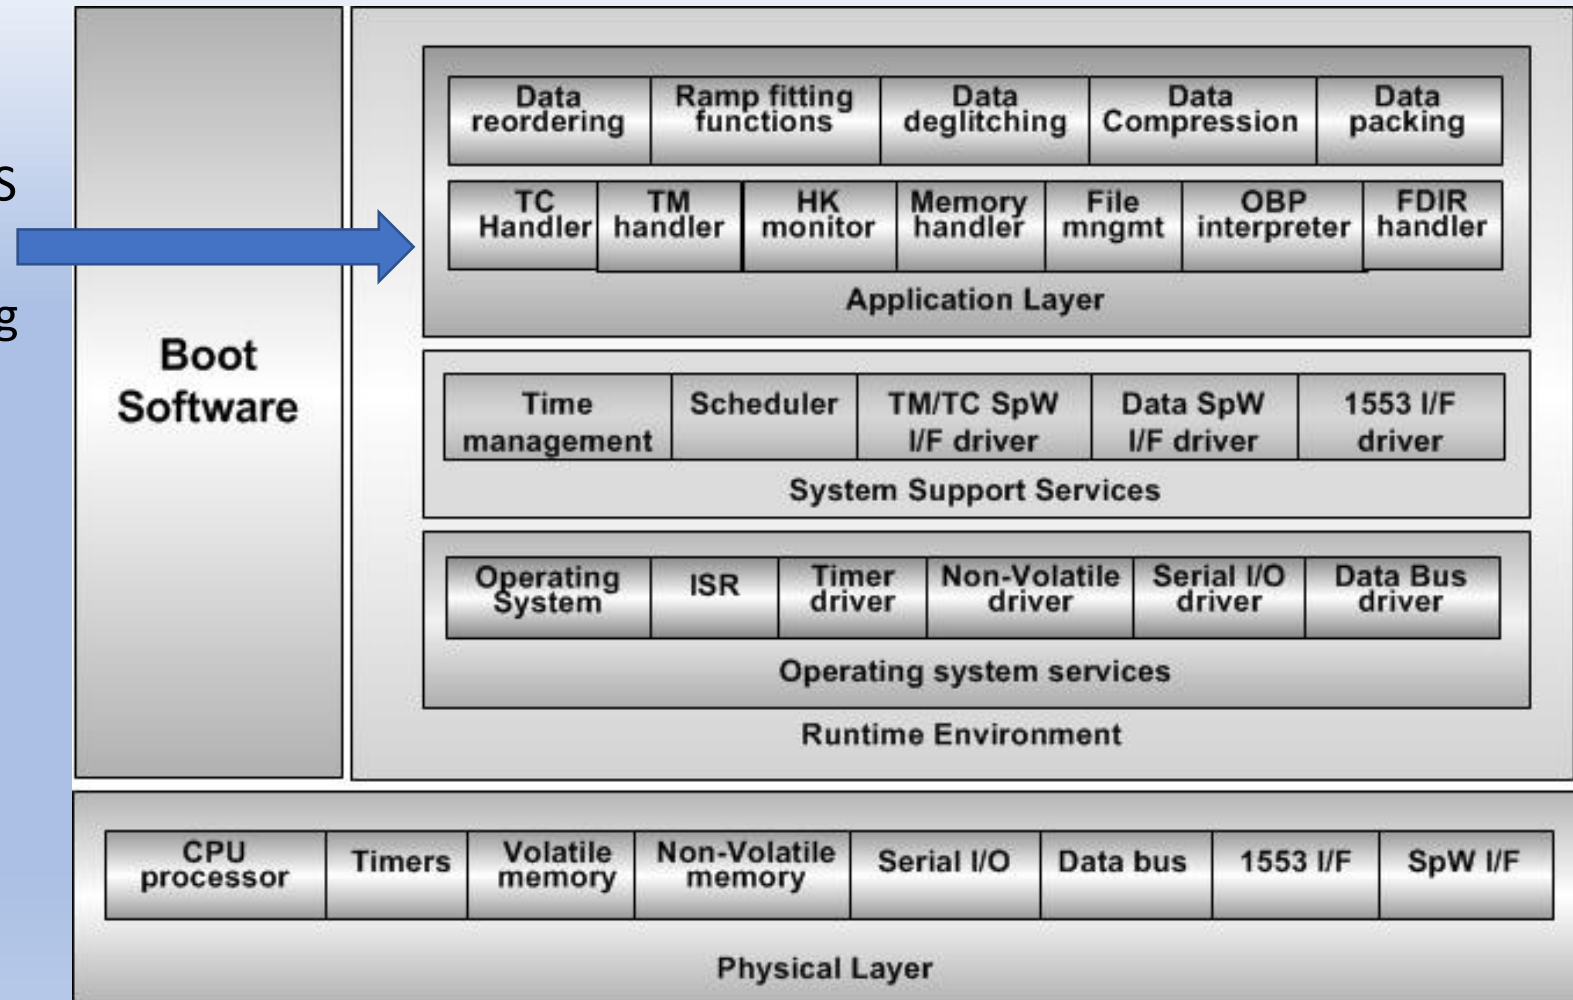 S
g
Boot
Software
Data Ramp fitting Data Data Data
reordering functions deglitching Compression packing
TC TM HK Memory File OBP FDIR
Handler handler monitor handler mngmt interpreter handler
Application Layer
Time Scheduler TM/TC SpW Data SpW 1553 I/F
management I/F driver I/F driver driver
System Support Services
Operating ISR Timer Non-Volatile Serial I/O Data Bus
System driver driver driver driver
Operating system services
Runtime Environment
CPU Timers Volatile Non-Volatile Serial I/O Data bus 1553 I/F SpW I/F
processor memory memory
Physical Layer